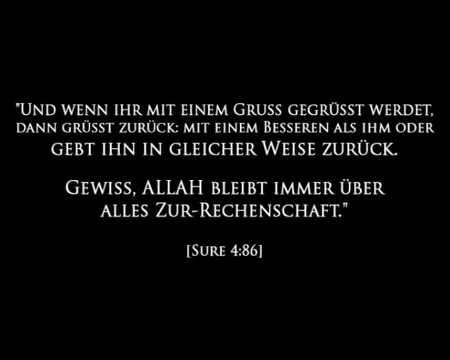 "Und wenn ihr mit einem Gruss gegrüsst werdet,
dann grüsst zurück: mit einem Besseren als ihm oder
gebt ihn in gleicher Weise zurück.
Gewiss, ALLAH bleibt immer über
alles Zur-Rechenschaft."
[Sure 4:86]